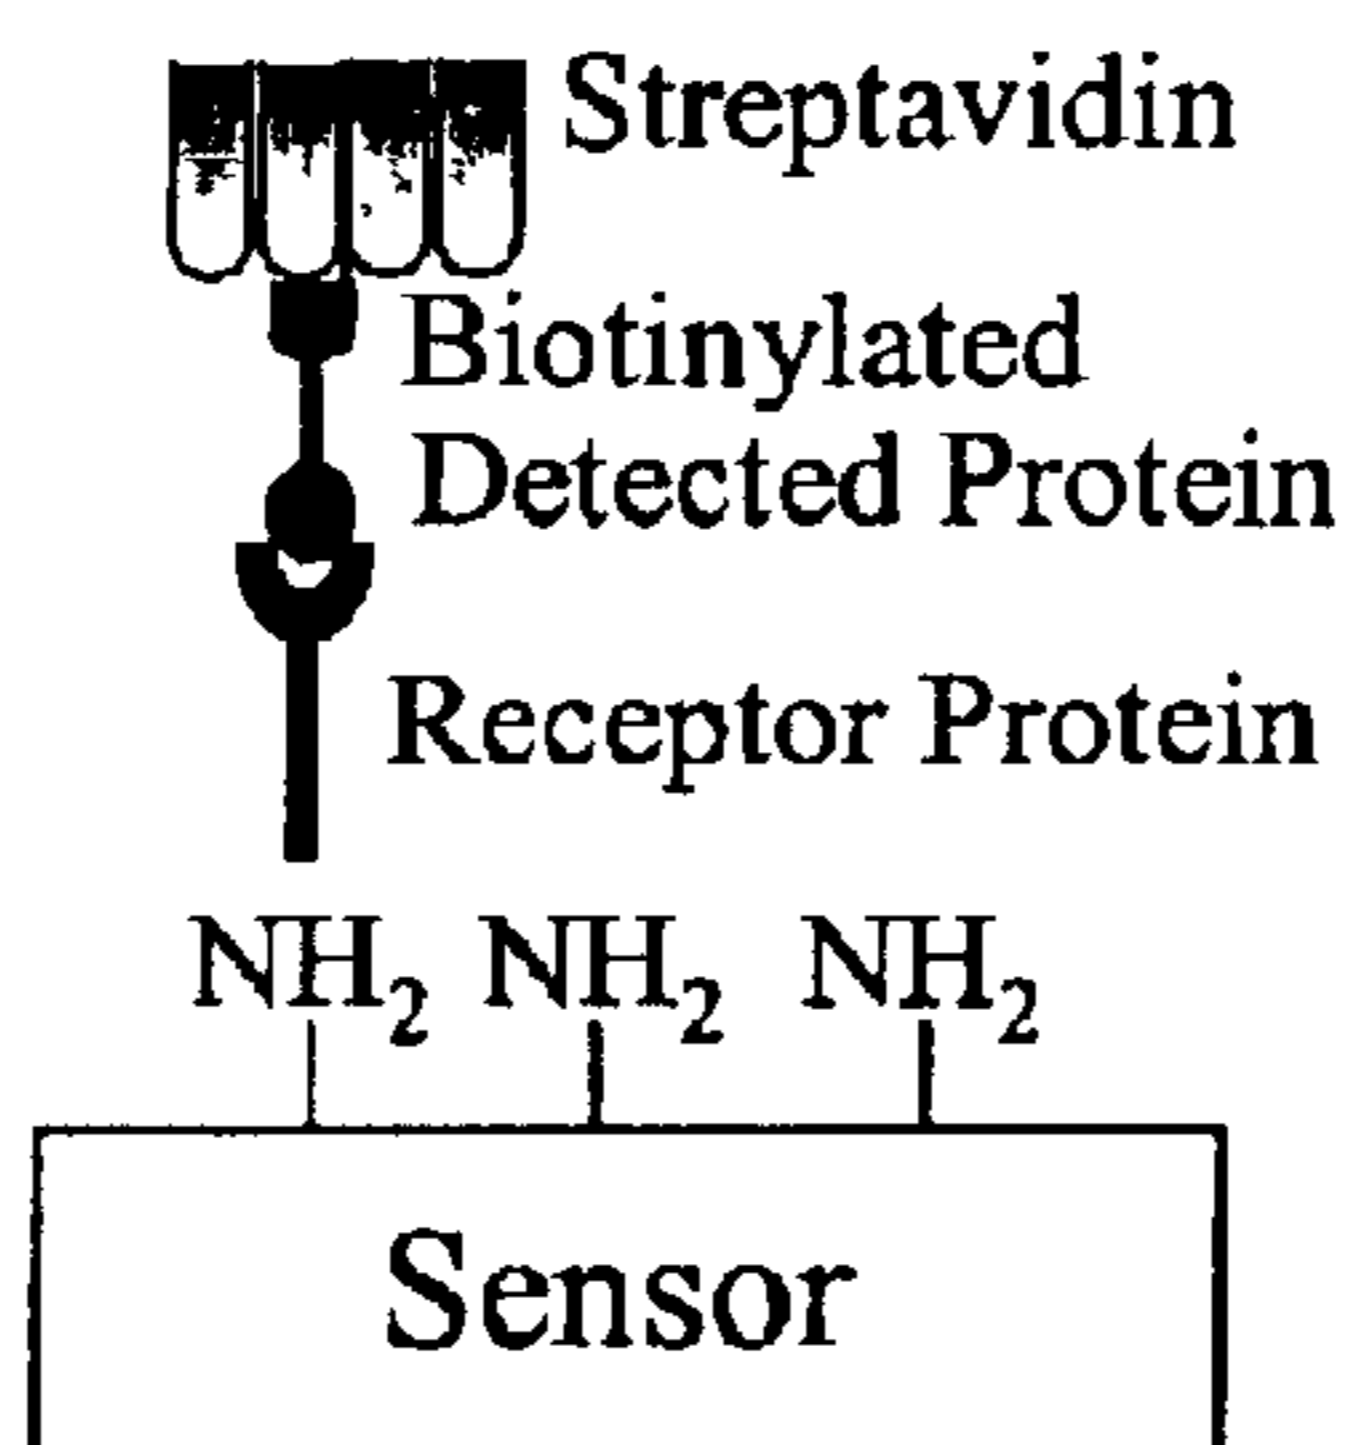 Streptavidin
Biotinylated
Detected Protein
Receptor Protein
NH₂ NH₂ NH₂
Sensor